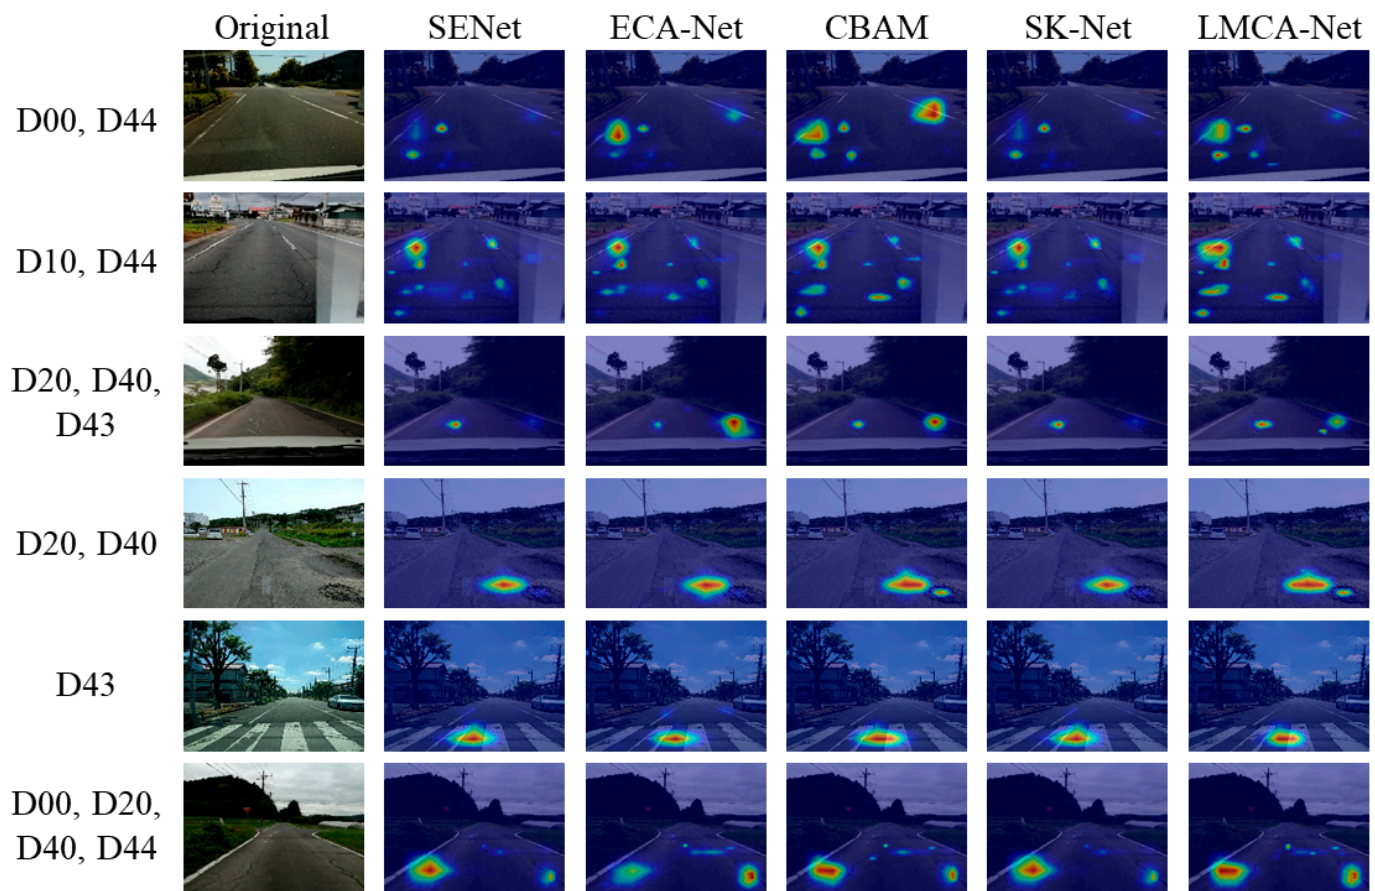 Original SENet ECA-Net CBAM SK-Net LMCA-Net
D00, D44
D10, D44
D20, D40,
D43
D20, D40
D43
D00, D20,
D40, D44